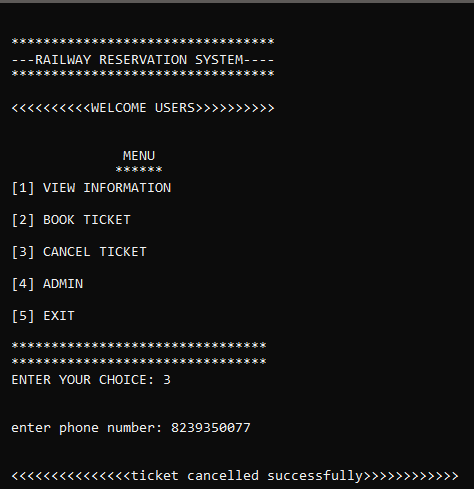 *********************************
---RAILWAY RESERVATION SYSTEM----
*********************************
<<<<<<<<<<WELCOME USERS>>>>>>>>>>
MENU
******
[1] VIEW INFORMATION
[2] BOOK TICKET
[3] CANCEL TICKET
[4] ADMIN
[5] EXIT
********************************
********************************
ENTER YOUR CHOICE: 3
enter phone number: 8239350077
<<<<<<<<<<<<<<<ticket cancelled successfully>>>>>>>>>>>>